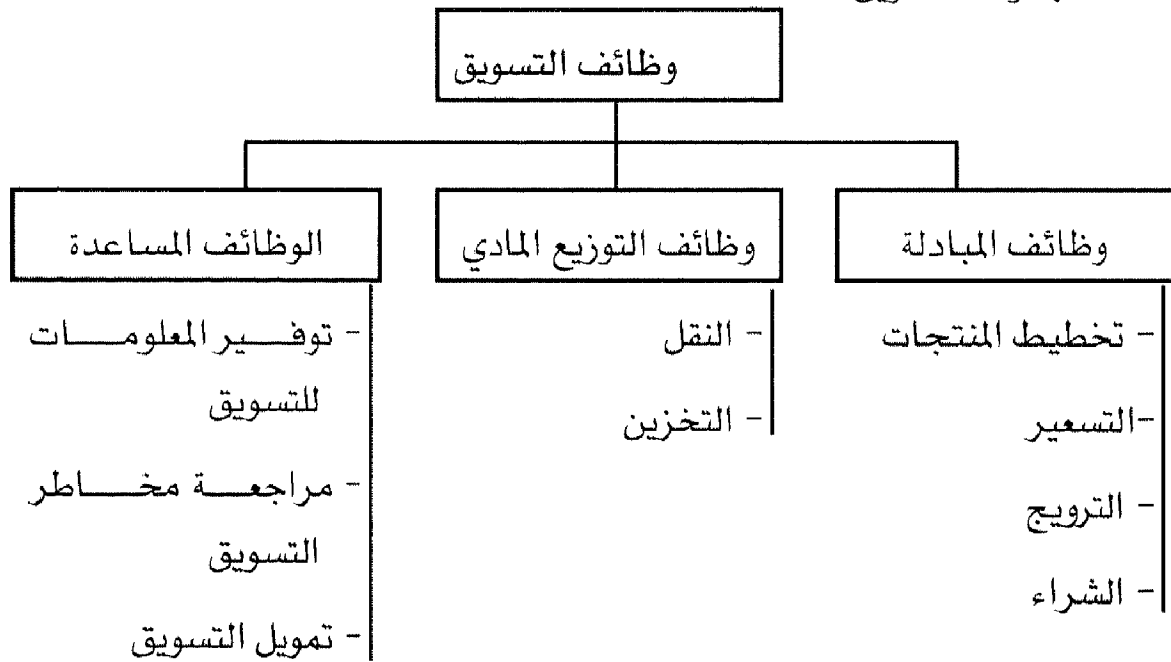 وظائف التسويق
وظائف المبادلة
- تخطيط المنتجات
-التسعير
- الترويج
- الشراء
وظائف التوزيع المادي
- النقل
- التخزين
الوظائف المساعدة
- توفير المعلومات
للتسويق
- مراجعة مخاطر
التسويق
- تمويل التسويق